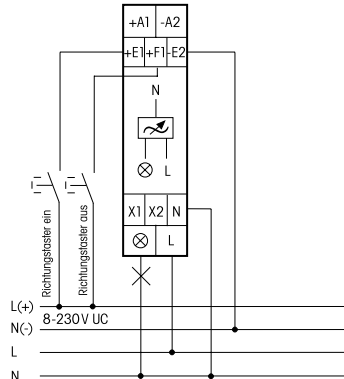 +A1 -A2
+E1 +F1 -E2
N
L
X1 X2 N
L
Richtungstaster ein
Richtungstaster aus
L(+)
8-230V UC
N(-)
L
N